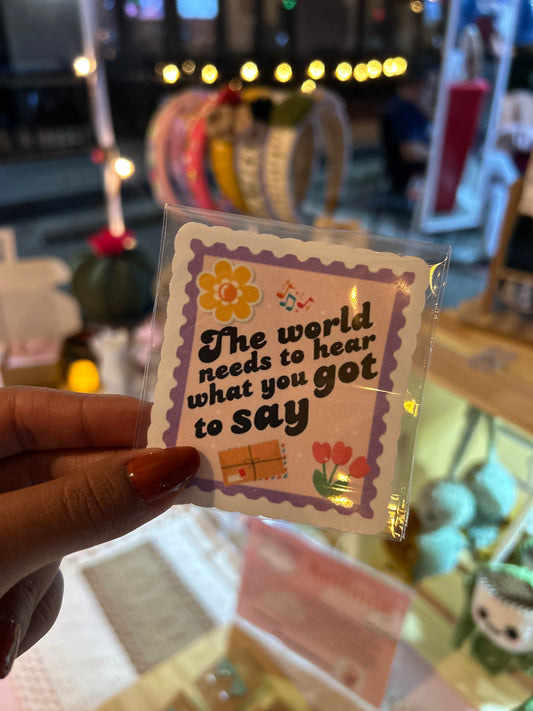 The world
needs to hear
what you got
to say